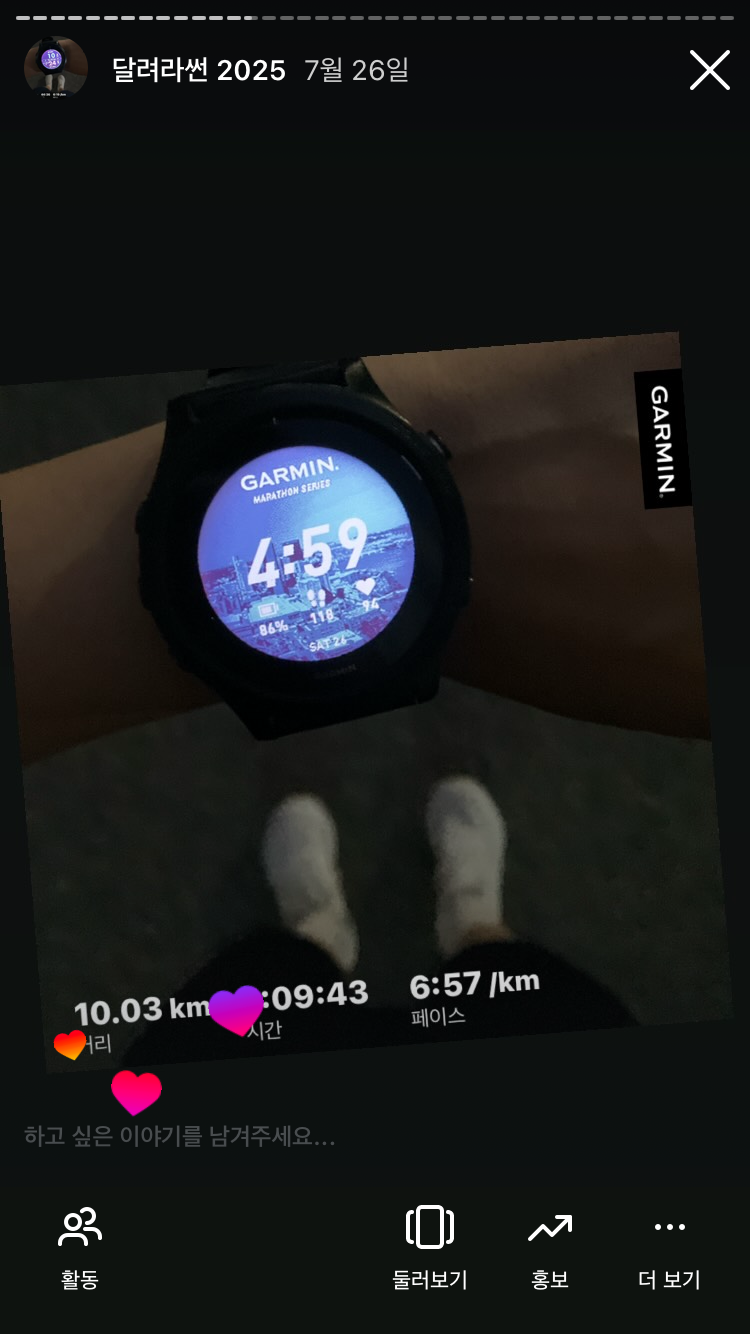 달려라썬 2025 7월 26일
GARMIN.
GARMIN.
MARATHON SERIES
4:59
86% 118 94
SAT 26
GARMIN
10.03 km :09:43 6:57 /km
시간 페이스
하고 싶은 이야기를 남겨주세요...
활동 둘러보기 홍보 더 보기